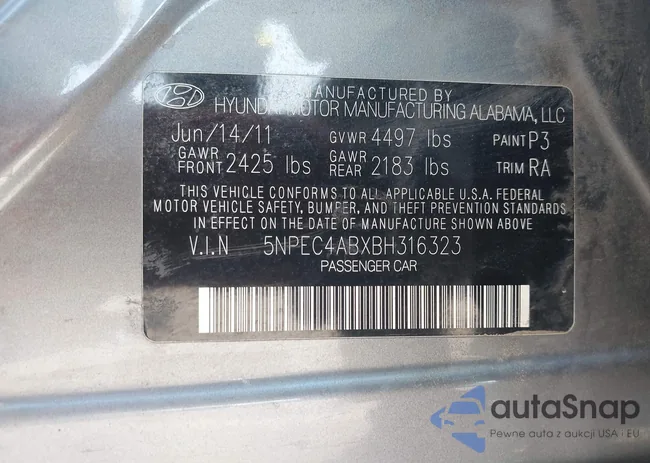 MANUFACTURED BY
HYUNDAI MOTOR MANUFACTURING ALABAMA, LLC
Jun/14/11 GVWR 4497 lbs PAINT P3
GAWR FRONT 2425 lbs GAWR REAR 2183 lbs TRIM RA
THIS VEHICLE CONFORMS TO ALL APPLICABLE U.S.A. FEDERAL
MOTOR VEHICLE SAFETY, BUMPER, AND THEFT PREVENTION STANDARDS
IN EFFECT ON THE DATE OF MANUFACTURE SHOWN ABOVE
V.I.N 5NPEC4ABXBH316323
PASSENGER CAR
autoSnap
Pewne auta z aukcji USA · EU